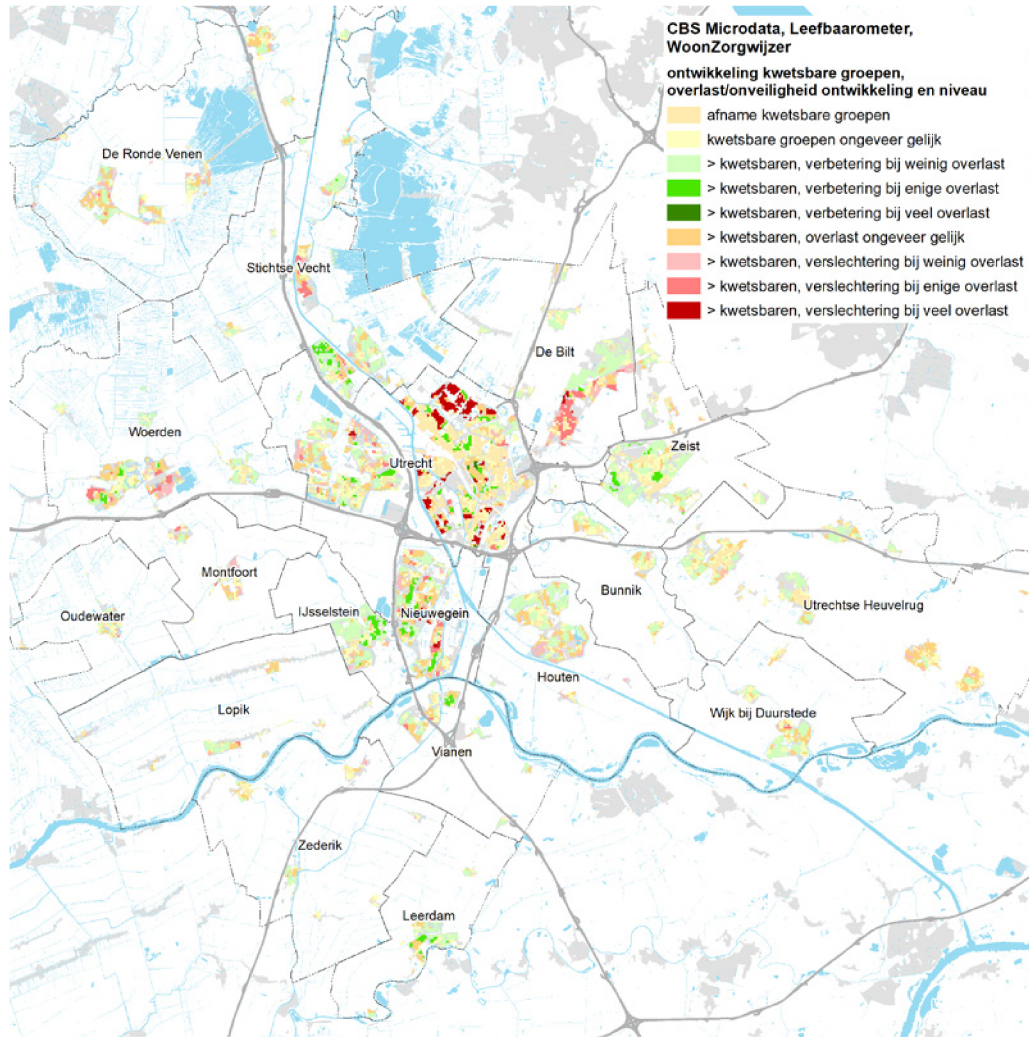 CBS Microdata, Leefbaarometer,
WoonZorgwijzer
ontwikkeling kwetsbare groepen,
overlast/onveiligheid ontwikkeling en niveau
afname kwetsbare groepen
kwetsbare groepen ongeveer gelijk
> kwetsbaren, verbetering bij weinig overlast
> kwetsbaren, verbetering bij enige overlast
> kwetsbaren, verbetering bij veel overlast
> kwetsbaren, overlast ongeveer gelijk
> kwetsbaren, verslechtering bij weinig overlast
> kwetsbaren, verslechtering bij enige overlast
> kwetsbaren, verslechtering bij veel overlast
De Ronde Venen
Stichtse Vecht
De Bilt
Woerden
Zeist
Utrecht
Montfoort
Bunnik
Oudewater
IJsselstein
Nieuwegein
Utrechtse Heuvelrug
Houten
Lopik
Wijk bij Duurstede
Vianen
Zederik
Leerdam